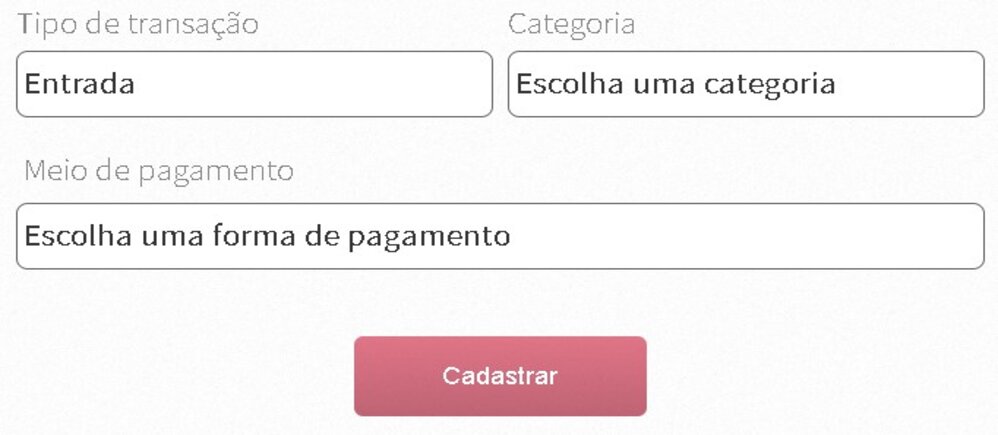 Tipo de transação
Categoria
Entrada
Escolha uma categoria
Meio de pagamento
Escolha uma forma de pagamento
Cadastrar